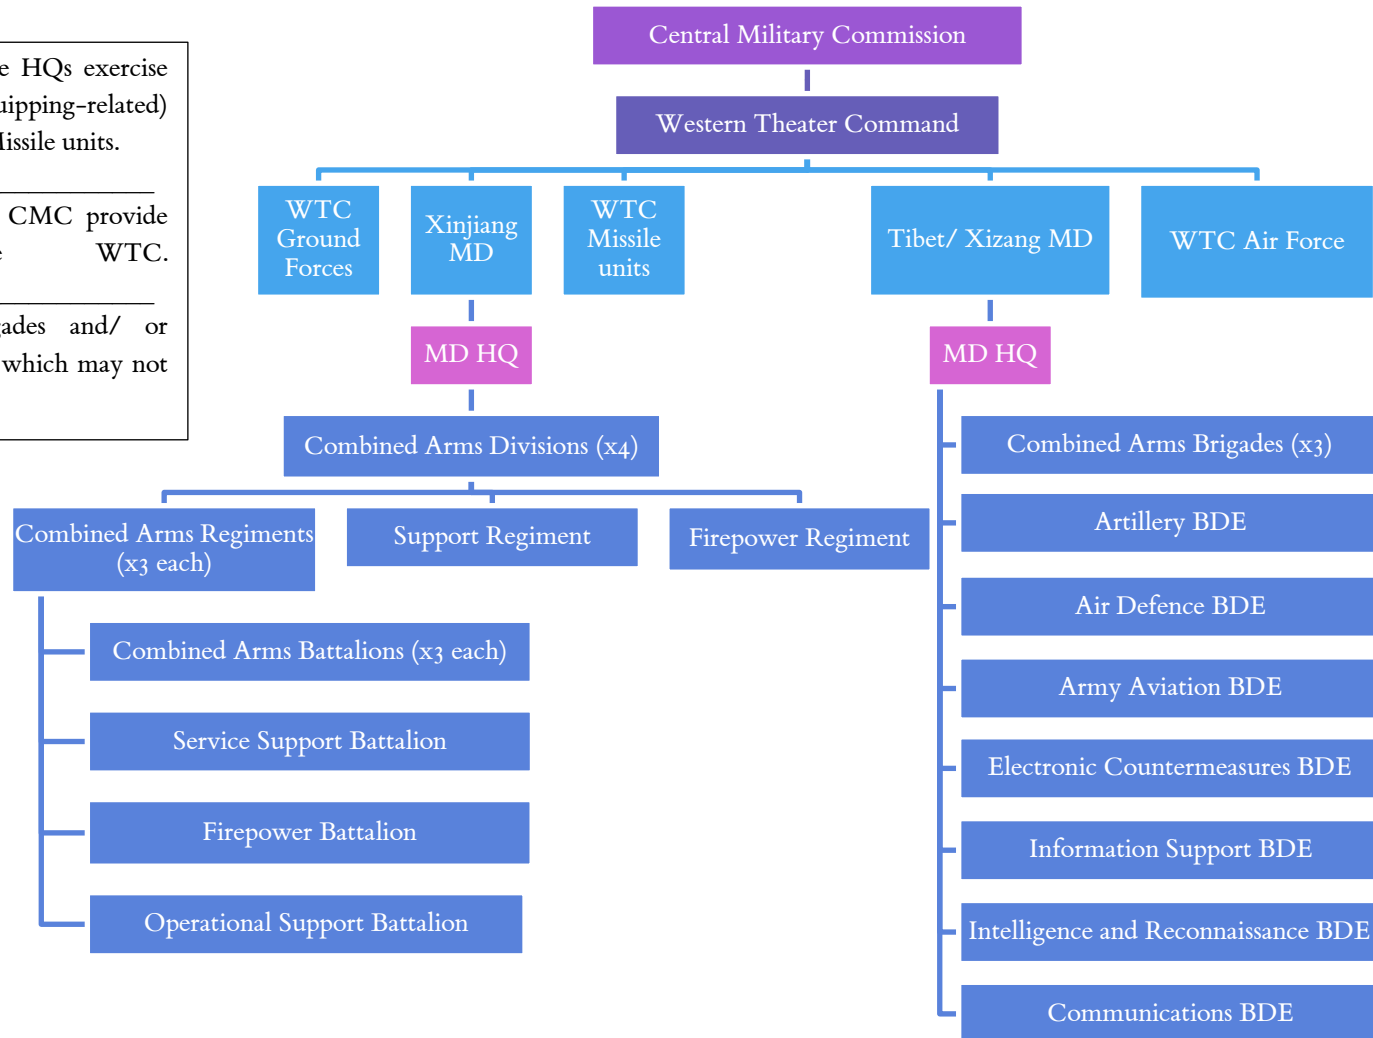 Central Military Commission
e HQs exercise
uipping-related)
Missile units.
CMC provide
e WTC.
gades and/ or
which may not
Western Theater Command
WTC
Ground
Forces
Xinjiang
MD
WTC
Missile
units
Tibet/ Xizang MD
WTC Air Force
MD HQ
MD HQ
Combined Arms Divisions (x4)
Combined Arms Regiments
(x3 each)
Support Regiment
Firepower Regiment
Combined Arms Battalions (x3 each)
Service Support Battalion
Firepower Battalion
Operational Support Battalion
Combined Arms Brigades (x3)
Artillery BDE
Air Defence BDE
Army Aviation BDE
Electronic Countermeasures BDE
Information Support BDE
Intelligence and Reconnaissance BDE
Communications BDE